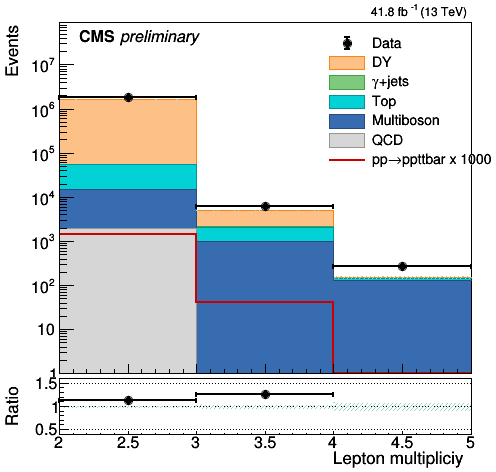 41.8 fb⁻¹ (13 TeV)
CMS preliminary
Events
10⁷
10⁶
10⁵
10⁴
10³
10²
10
1
Data
DY
γ+jets
Top
Multiboson
QCD
pp→ppttbar x 1000
Ratio
1.5
1
0.5
2 2.5 3 3.5 4 4.5 5
Lepton multipliciy